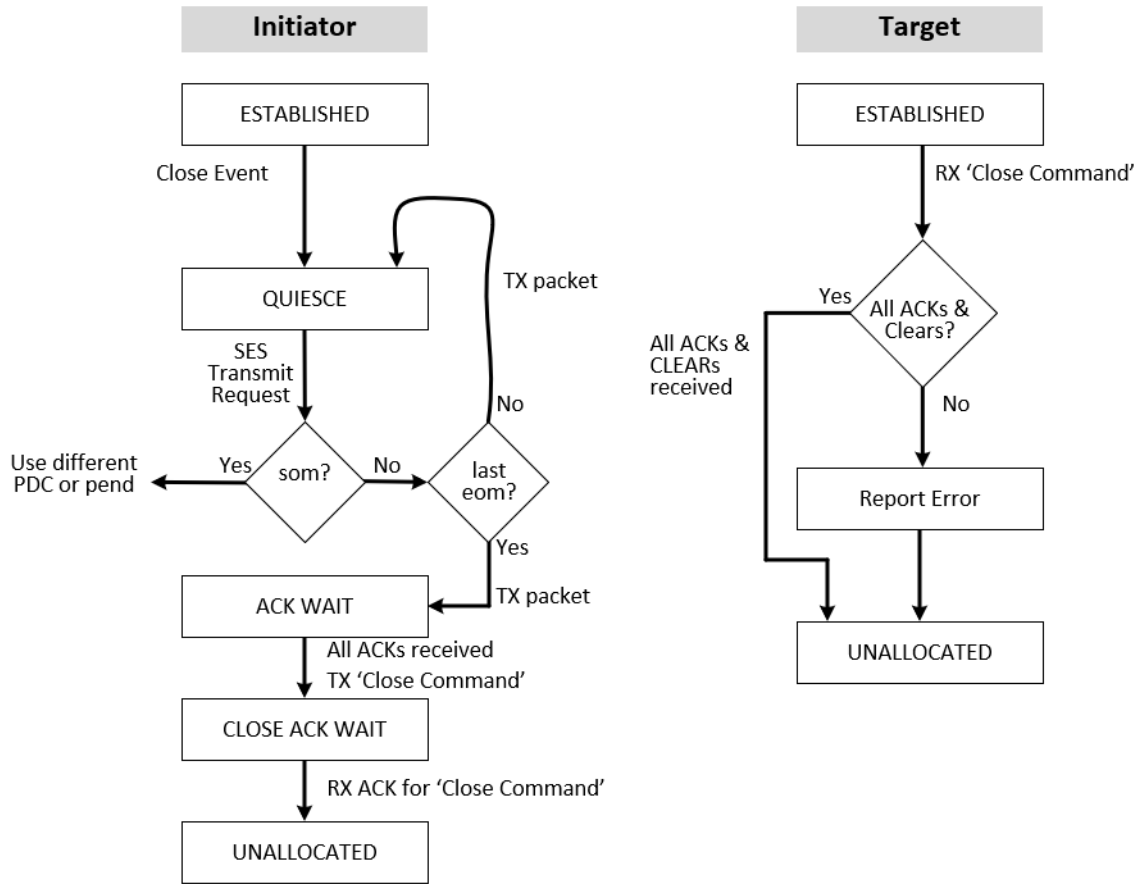 Initiator
ESTABLISHED
Close Event
QUIESCE
TX packet
SES
Transmit
Request
No
som?
Yes
No
last
eom?
Use different
PDC or pend
Yes
TX packet
ACK WAIT
All ACKs received
TX ‘Close Command’
CLOSE ACK WAIT
RX ACK for ‘Close Command’
UNALLOCATED
Target
ESTABLISHED
RX ‘Close Command’
All ACKs &
Clears?
Yes
All ACKs &
CLEARs
received
No
Report Error
UNALLOCATED